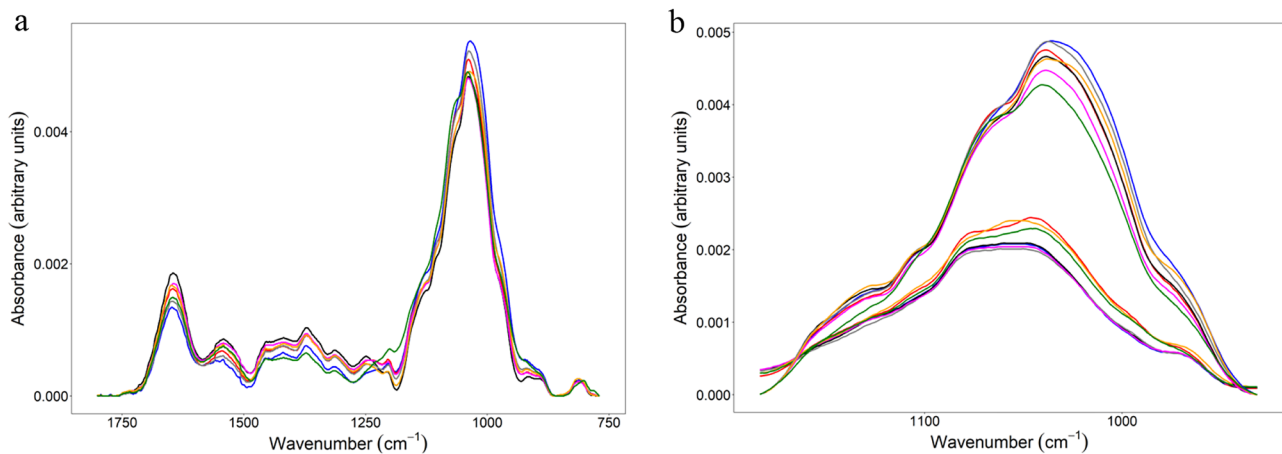 a
0.004
0.002
0.000
Absorbance (arbitrary units)
1750
1500
1250
1000
750
Wavenumber (cm⁻¹)
b
0.005
0.004
0.003
0.002
0.001
0.000
Absorbance (arbitrary units)
1100
1000
Wavenumber (cm⁻¹)